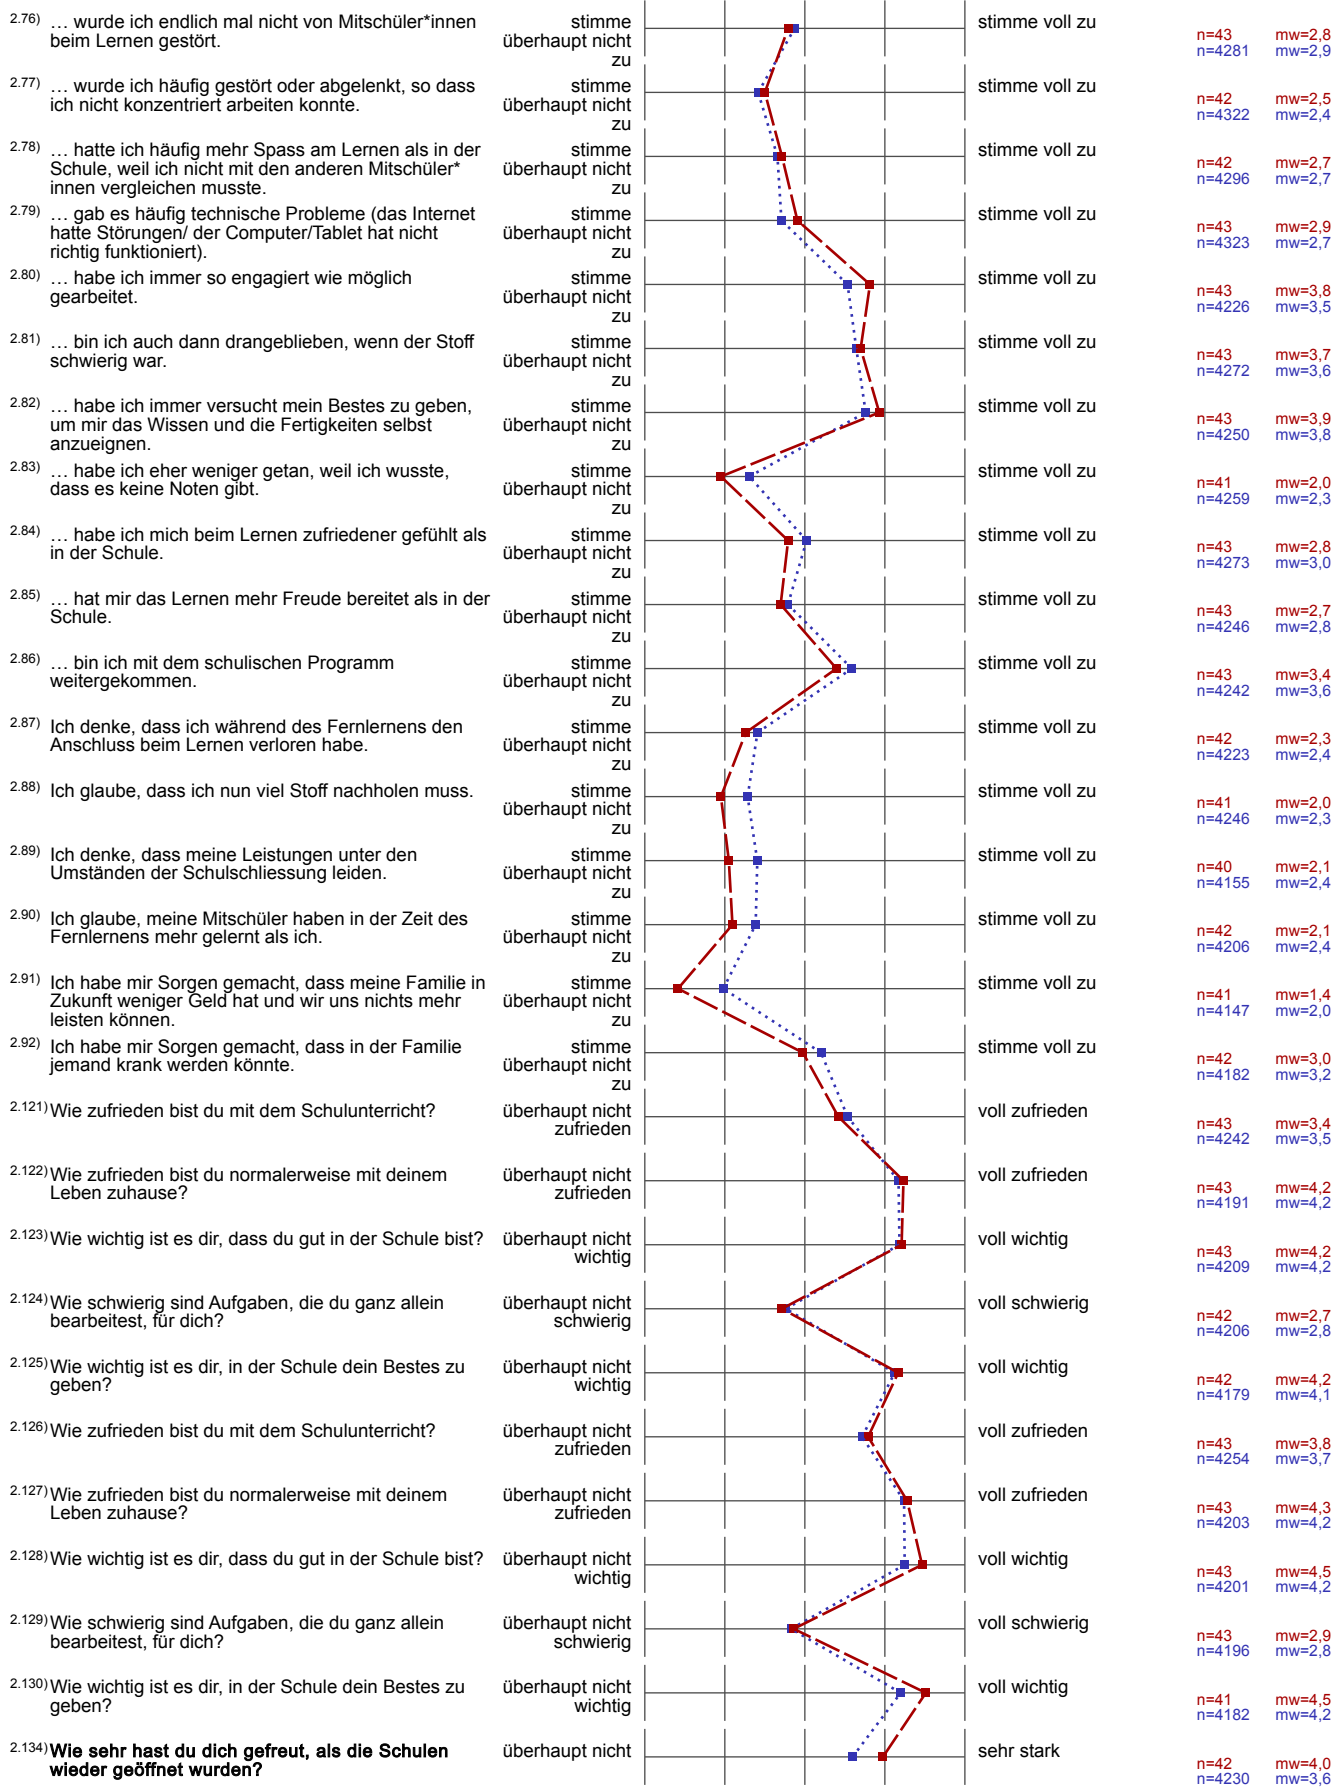 2.76) … wurde ich endlich mal nicht von Mitschüler*innen
beim Lernen gestört.
stimme
überhaupt nicht
zu
stimme voll zu
n=43 mw=2,8
n=4281 mw=2,9
2.77) … wurde ich häufig gestört oder abgelenkt, so dass
ich nicht konzentriert arbeiten konnte.
stimme
überhaupt nicht
zu
stimme voll zu
n=42 mw=2,5
n=4322 mw=2,4
2.78) … hatte ich häufig mehr Spass am Lernen als in der
Schule, weil ich nicht mit den anderen Mitschüler*
innen vergleichen musste.
stimme
überhaupt nicht
zu
stimme voll zu
n=42 mw=2,7
n=4296 mw=2,7
2.79) … gab es häufig technische Probleme (das Internet
hatte Störungen/ der Computer/Tablet hat nicht
richtig funktioniert).
stimme
überhaupt nicht
zu
stimme voll zu
n=43 mw=2,9
n=4323 mw=2,7
2.80) … habe ich immer so engagiert wie möglich
gearbeitet.
stimme
überhaupt nicht
zu
stimme voll zu
n=43 mw=3,8
n=4226 mw=3,5
2.81) … bin ich auch dann drangeblieben, wenn der Stoff
schwierig war.
stimme
überhaupt nicht
zu
stimme voll zu
n=43 mw=3,7
n=4272 mw=3,6
2.82) … habe ich immer versucht mein Bestes zu geben,
um mir das Wissen und die Fertigkeiten selbst
anzueignen.
stimme
überhaupt nicht
zu
stimme voll zu
n=43 mw=3,9
n=4250 mw=3,8
2.83) … habe ich eher weniger getan, weil ich wusste,
dass es keine Noten gibt.
stimme
überhaupt nicht
zu
stimme voll zu
n=41 mw=2,0
n=4259 mw=2,3
2.84) … habe ich mich beim Lernen zufriedener gefühlt als
in der Schule.
stimme
überhaupt nicht
zu
stimme voll zu
n=43 mw=2,8
n=4273 mw=3,0
2.85) … hat mir das Lernen mehr Freude bereitet als in der
Schule.
stimme
überhaupt nicht
zu
stimme voll zu
n=43 mw=2,7
n=4246 mw=2,8
2.86) … bin ich mit dem schulischen Programm
weitergekommen.
stimme
überhaupt nicht
zu
stimme voll zu
n=43 mw=3,4
n=4242 mw=3,6
2.87) Ich denke, dass ich während des Fernlernens den
Anschluss beim Lernen verloren habe.
stimme
überhaupt nicht
zu
stimme voll zu
n=42 mw=2,3
n=4223 mw=2,4
2.88) Ich glaube, dass ich nun viel Stoff nachholen muss.
stimme
überhaupt nicht
zu
stimme voll zu
n=41 mw=2,0
n=4246 mw=2,3
2.89) Ich denke, dass meine Leistungen unter den
Umständen der Schulschliessung leiden.
stimme
überhaupt nicht
zu
stimme voll zu
n=40 mw=2,1
n=4155 mw=2,4
2.90) Ich glaube, meine Mitschüler haben in der Zeit des
Fernlernens mehr gelernt als ich.
stimme
überhaupt nicht
zu
stimme voll zu
n=42 mw=2,1
n=4206 mw=2,4
2.91) Ich habe mir Sorgen gemacht, dass meine Familie in
Zukunft weniger Geld hat und wir uns nichts mehr
leisten können.
stimme
überhaupt nicht
zu
stimme voll zu
n=41 mw=1,4
n=4147 mw=2,0
2.92) Ich habe mir Sorgen gemacht, dass in der Familie
jemand krank werden könnte.
stimme
überhaupt nicht
zu
stimme voll zu
n=42 mw=3,0
n=4182 mw=3,2
2.121) Wie zufrieden bist du mit dem Schulunterricht?
überhaupt nicht
zufrieden
voll zufrieden
n=43 mw=3,4
n=4242 mw=3,5
2.122) Wie zufrieden bist du normalerweise mit deinem
Leben zuhause?
überhaupt nicht
zufrieden
voll zufrieden
n=43 mw=4,2
n=4191 mw=4,2
2.123) Wie wichtig ist es dir, dass du gut in der Schule bist?
überhaupt nicht
wichtig
voll wichtig
n=43 mw=4,2
n=4209 mw=4,2
2.124) Wie schwierig sind Aufgaben, die du ganz allein
bearbeitest, für dich?
überhaupt nicht
schwierig
voll schwierig
n=42 mw=2,7
n=4206 mw=2,8
2.125) Wie wichtig ist es dir, in der Schule dein Bestes zu
geben?
überhaupt nicht
wichtig
voll wichtig
n=42 mw=4,2
n=4179 mw=4,1
2.126) Wie zufrieden bist du mit dem Schulunterricht?
überhaupt nicht
zufrieden
voll zufrieden
n=43 mw=3,8
n=4254 mw=3,7
2.127) Wie zufrieden bist du normalerweise mit deinem
Leben zuhause?
überhaupt nicht
zufrieden
voll zufrieden
n=43 mw=4,3
n=4203 mw=4,2
2.128) Wie wichtig ist es dir, dass du gut in der Schule bist?
überhaupt nicht
wichtig
voll wichtig
n=43 mw=4,5
n=4201 mw=4,2
2.129) Wie schwierig sind Aufgaben, die du ganz allein
bearbeitest, für dich?
überhaupt nicht
schwierig
voll schwierig
n=43 mw=2,9
n=4196 mw=2,8
2.130) Wie wichtig ist es dir, in der Schule dein Bestes zu
geben?
überhaupt nicht
wichtig
voll wichtig
n=41 mw=4,5
n=4182 mw=4,2
2.134) Wie sehr hast du dich gefreut, als die Schulen
wieder geöffnet wurden?
überhaupt nicht
sehr stark
n=42 mw=4,0
n=4230 mw=3,6